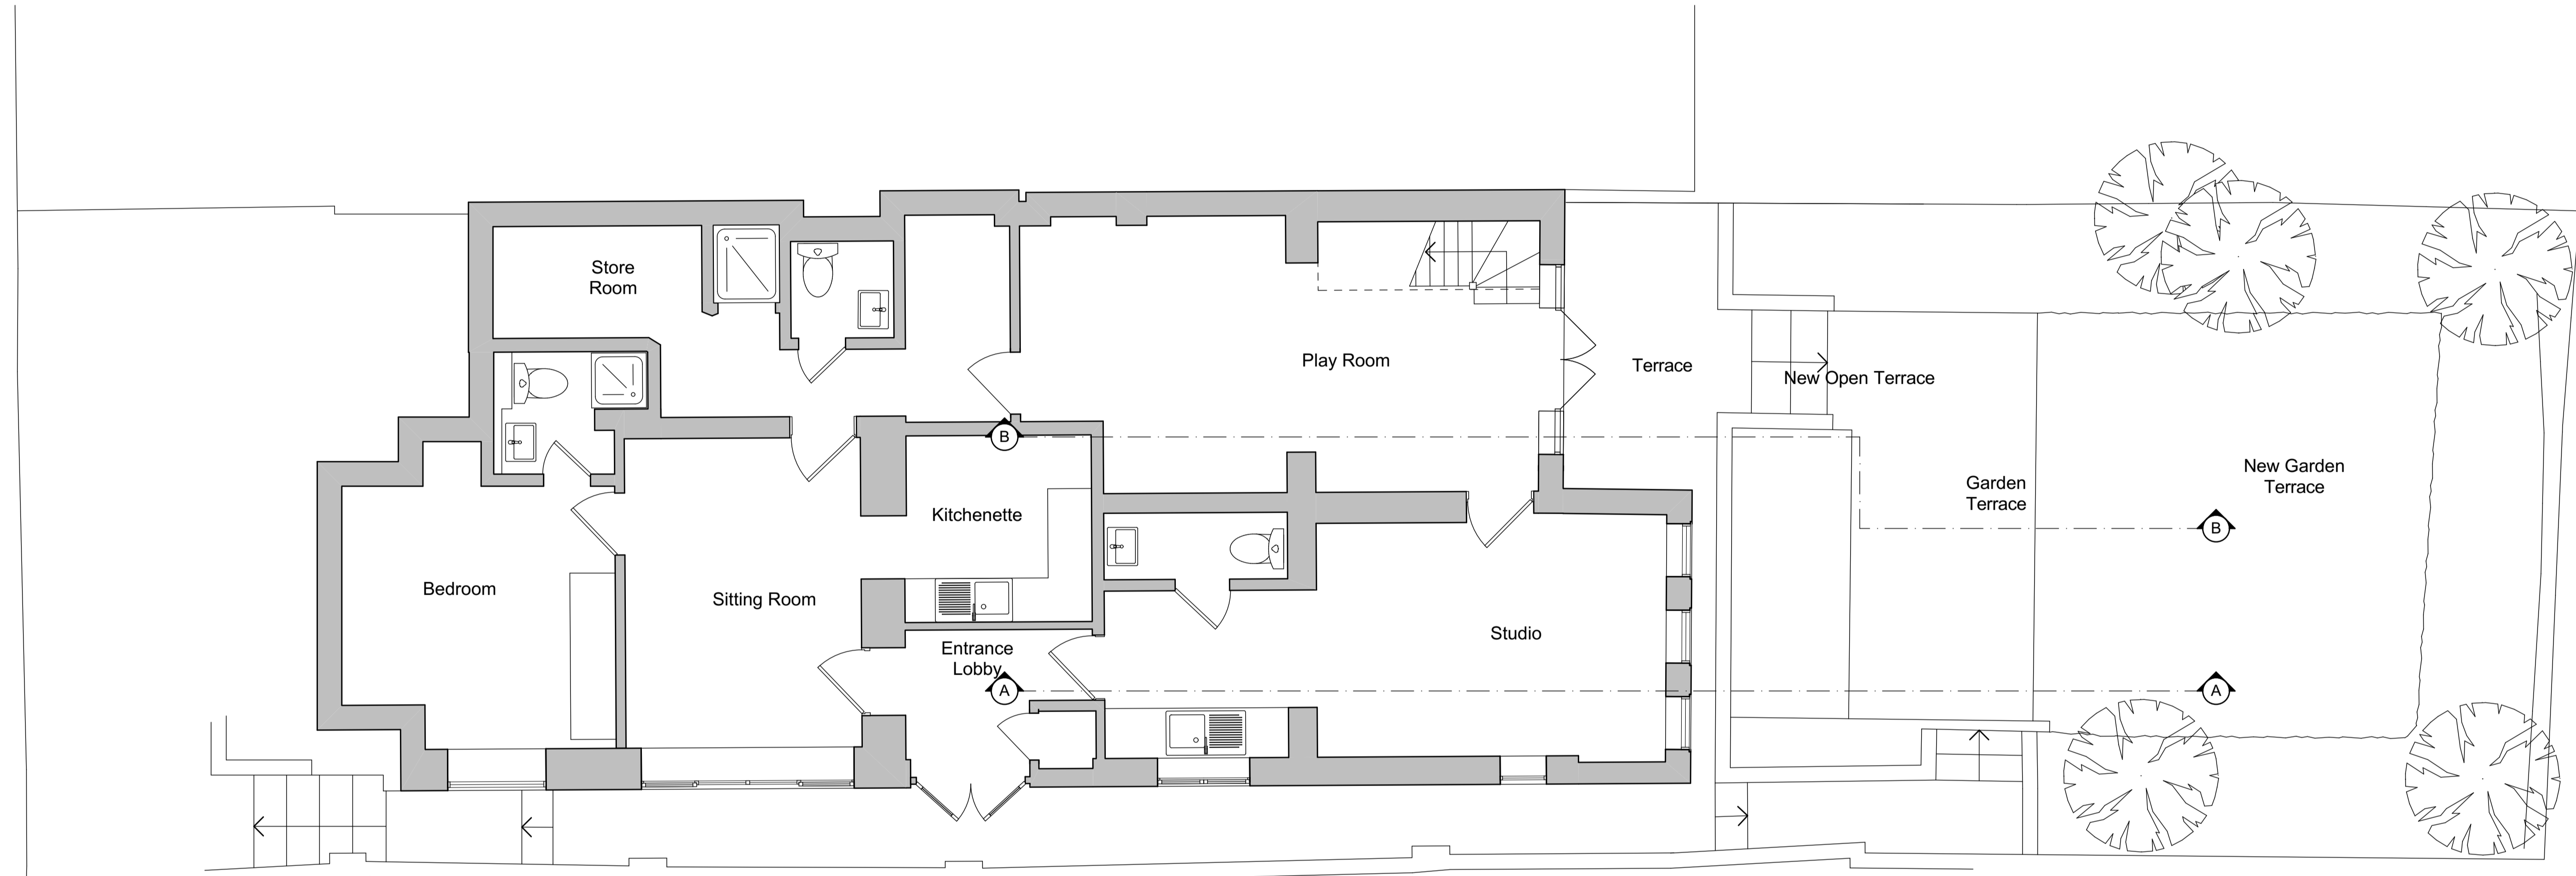 Store
Room
Play Room
Terrace
New Open Terrace
B
Kitchenette
Garden
Terrace
New Garden
Terrace
B
Bedroom
Sitting Room
Studio
Entrance
Lobby
A
A